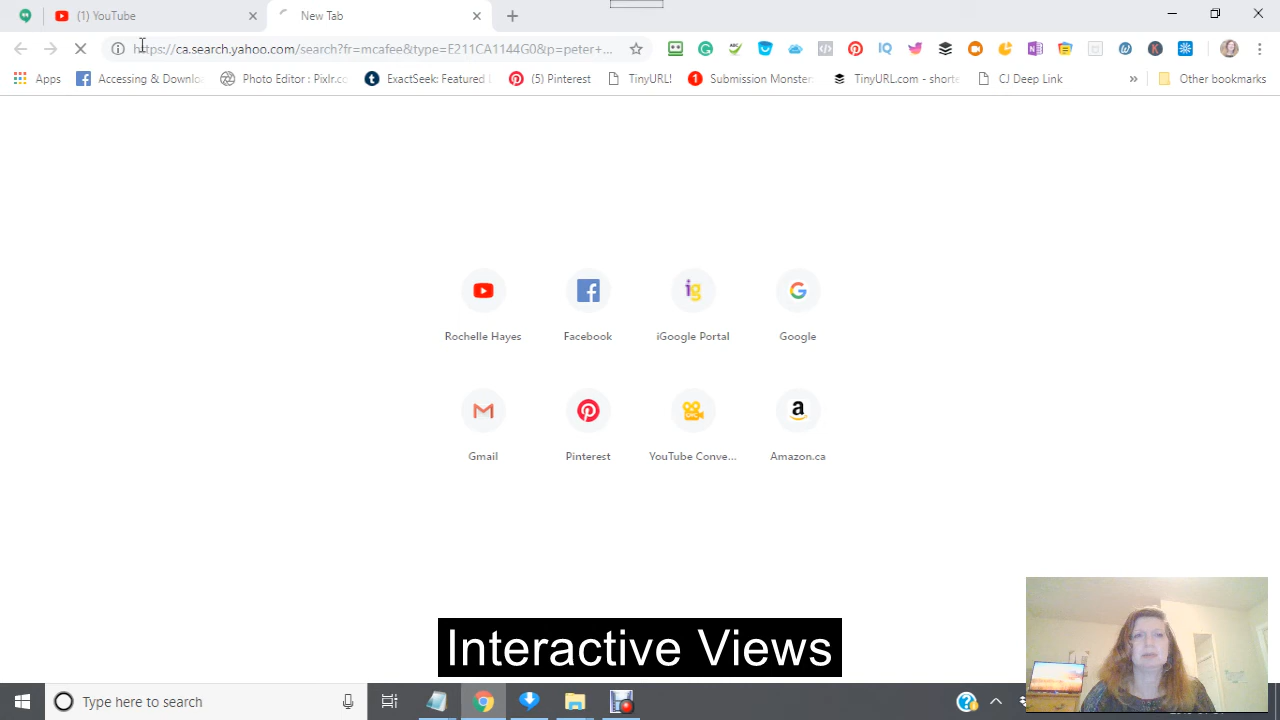 (1) YouTube
New Tab
https://ca.search.yahoo.com/search?fr=mcafee&type=E211CA1144G0&p=peter+...
Apps
Accessing & Downlo
Photo Editor : Pixlr.co
ExactSeek: Featured L
(5) Pinterest
TinyURL!
Submission Monster
TinyURL.com - shorte
CJ Deep Link
»
Other bookmarks
Rochelle Hayes
Facebook
iGoogle Portal
Google
Gmail
Pinterest
YouTube Conve...
Amazon.ca
Interactive Views
Type here to search